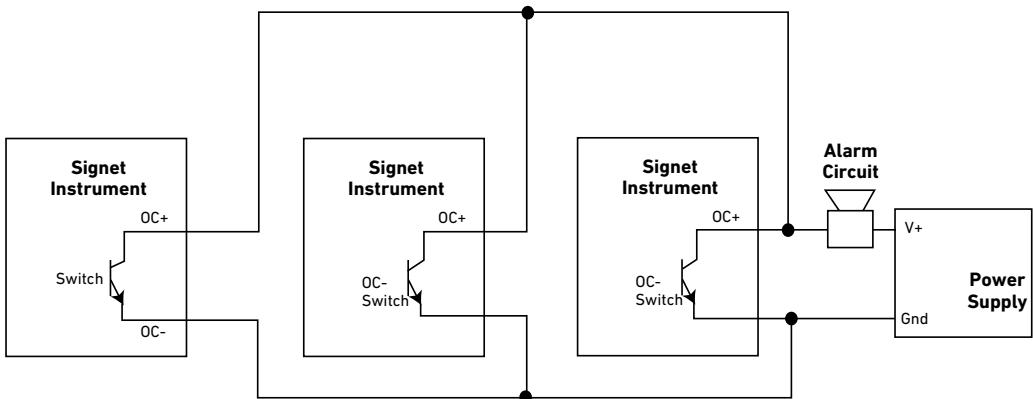 Signet
Instrument
OC+
Switch
OC-
Signet
Instrument
OC+
OC-
Switch
Signet
Instrument
OC+
OC-
Switch
Alarm
Circuit
V+
Power
Supply
Gnd